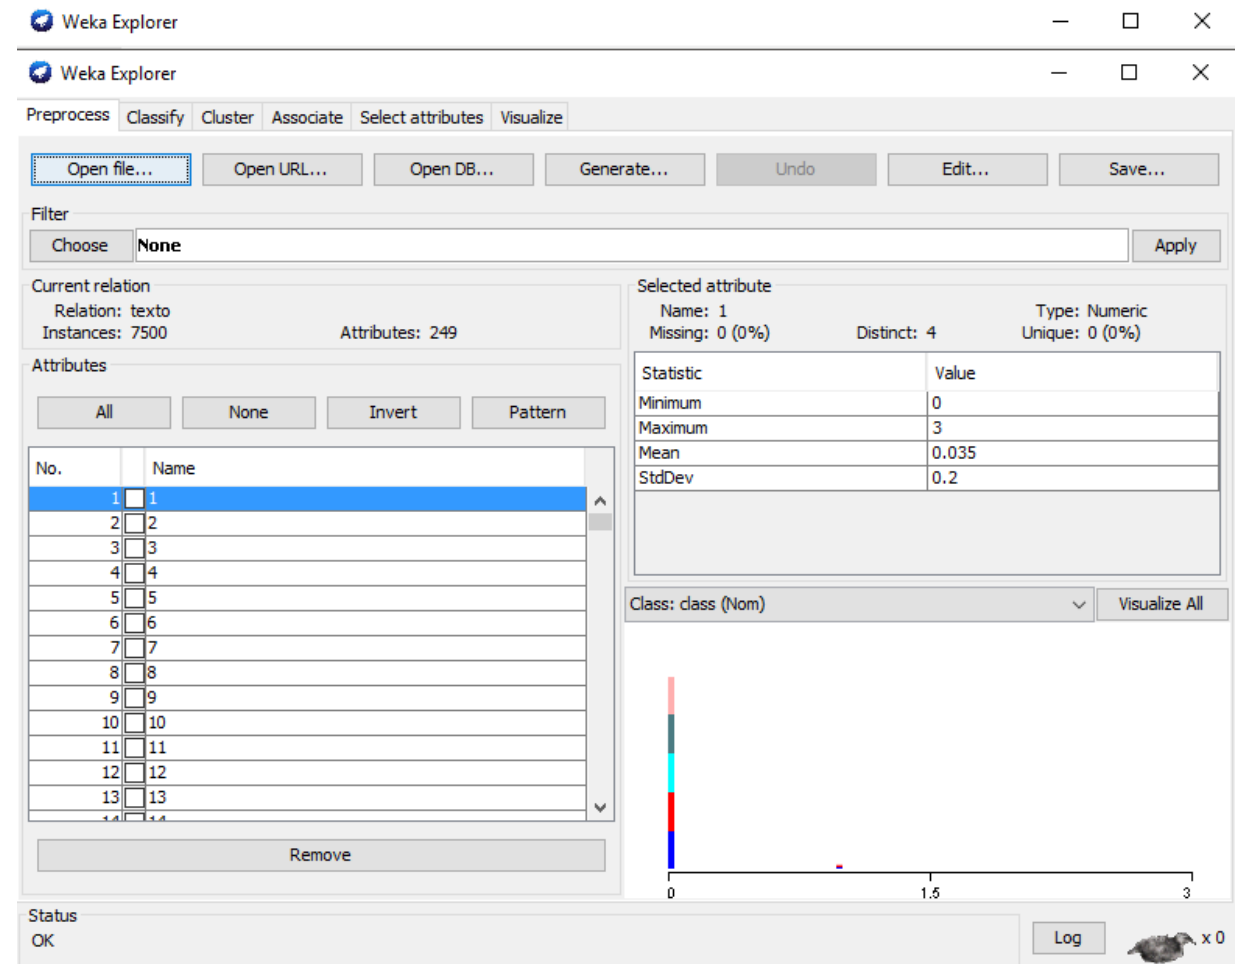 Weka Explorer
Weka Explorer
Preprocess Classify Cluster Associate Select attributes Visualize
Open file... Open URL... Open DB... Generate... Undo Edit... Save...
Filter
Choose None Apply
Current relation
Relation: texto
Instances: 7500 Attributes: 249
Selected attribute
Name: 1 Type: Numeric
Missing: 0 (0%) Distinct: 4 Unique: 0 (0%)
Statistic Value
Minimum 0
Maximum 3
Mean 0.035
StdDev 0.2
Attributes
All None Invert Pattern
No. Name
1 1
2 2
3 3
4 4
5 5
6 6
7 7
8 8
9 9
10 10
11 11
12 12
13 13
14 14
Remove
Class: class (Nom) Visualize All
0 1.5 3
Status
OK Log x 0